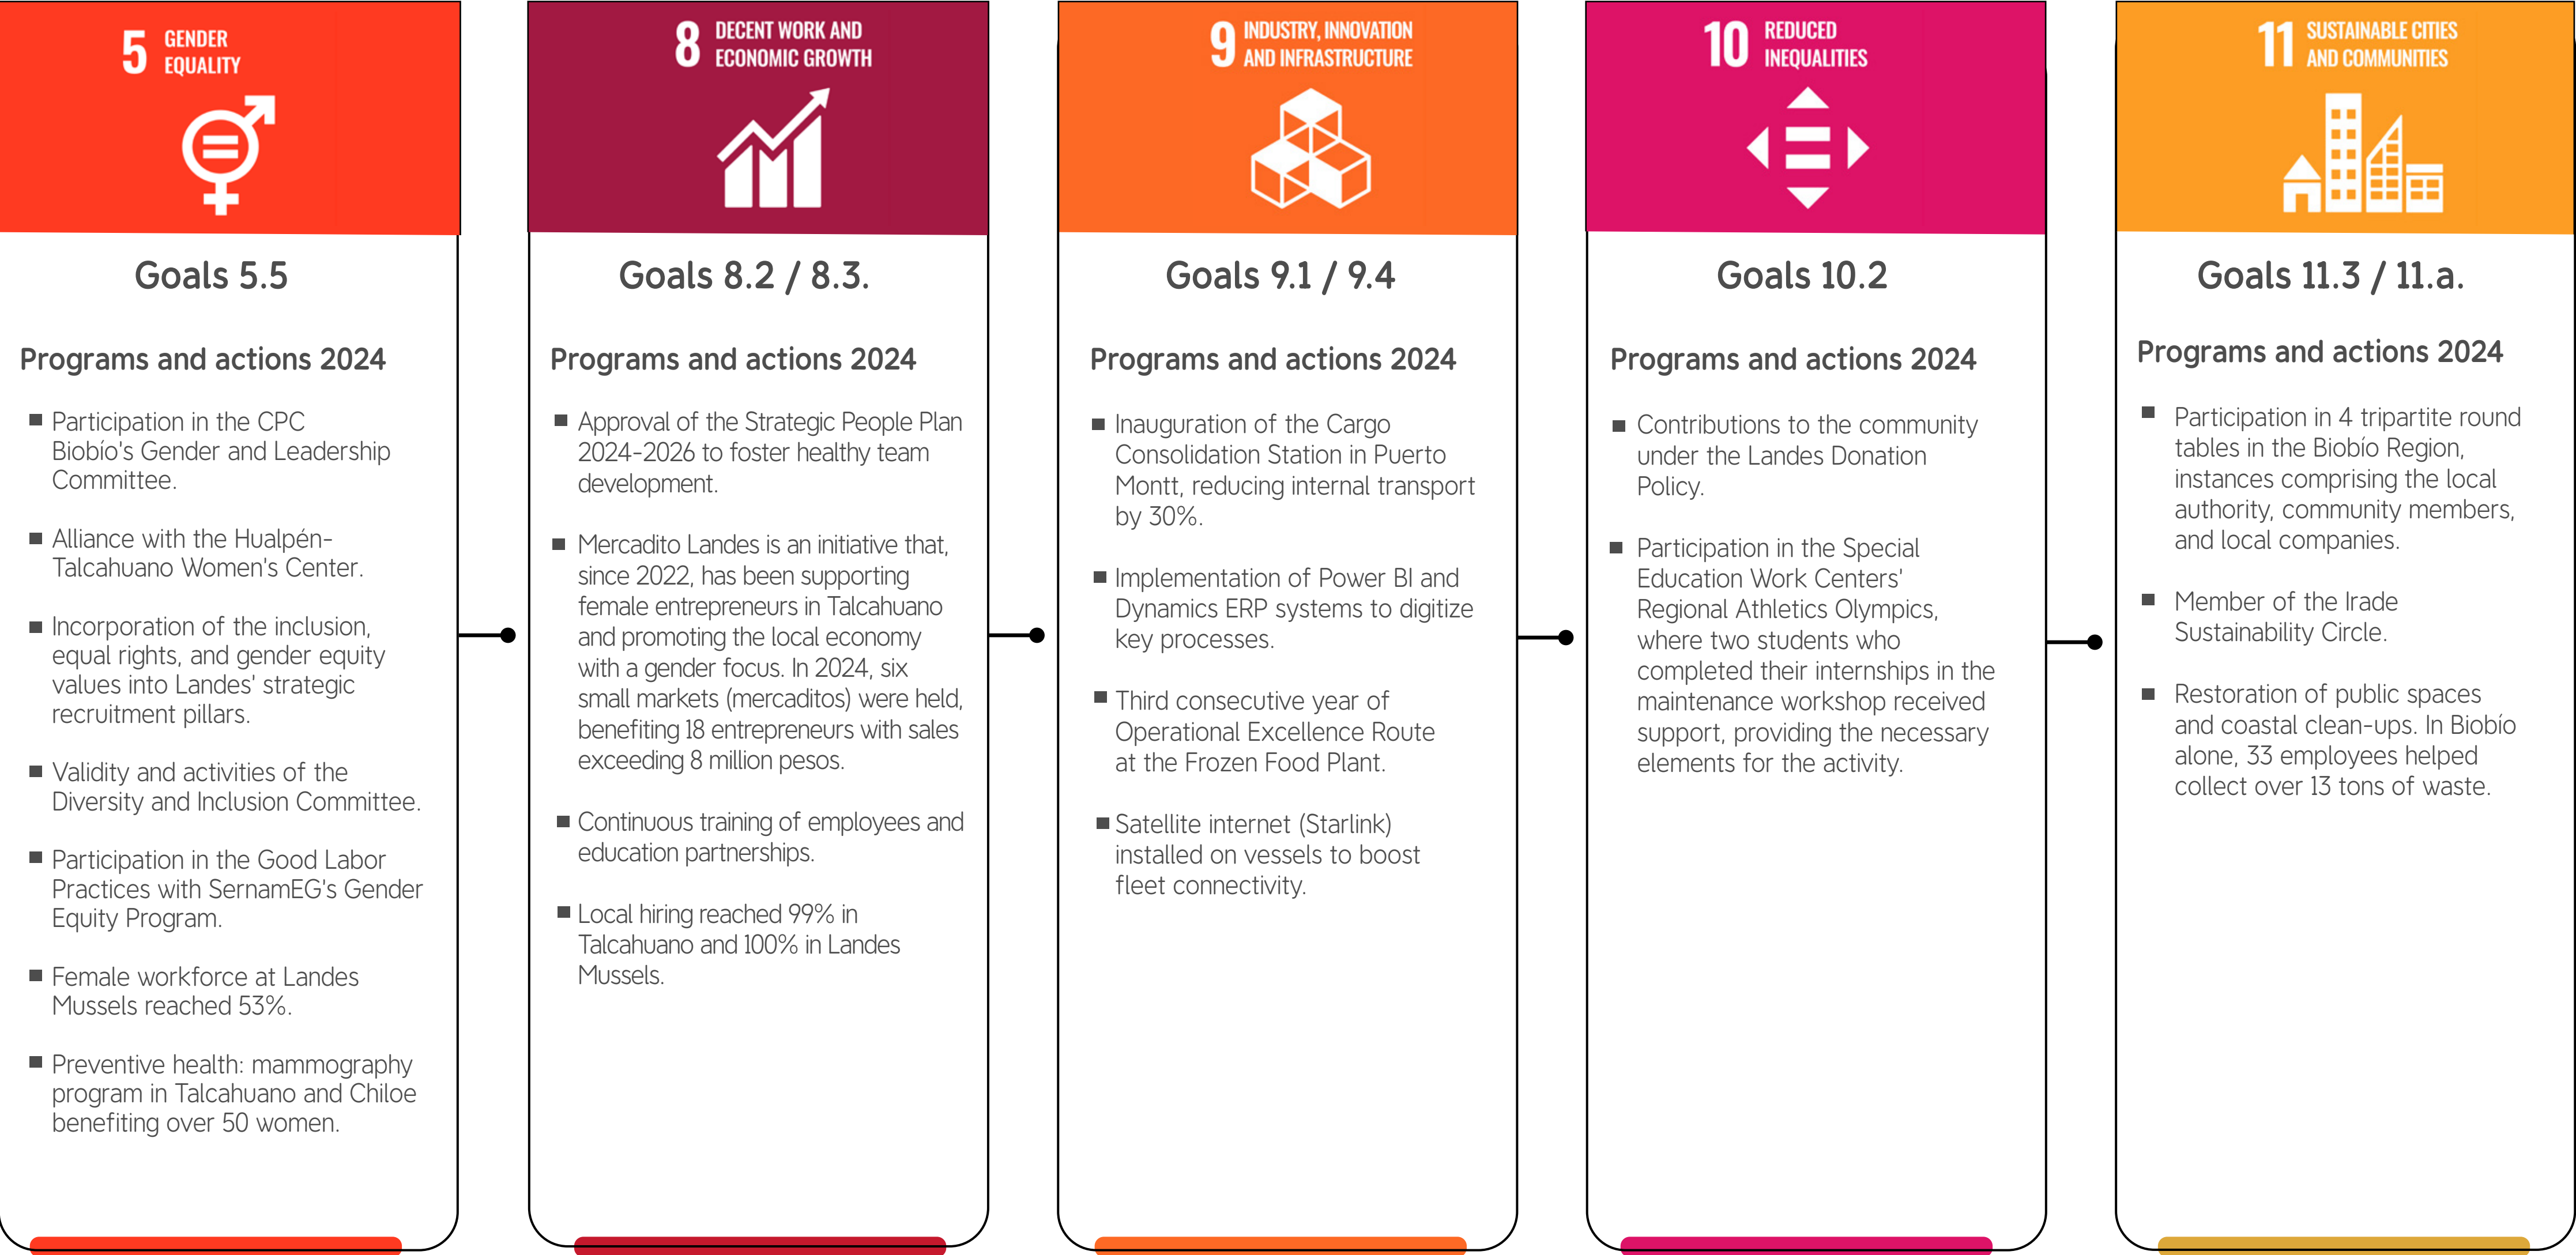 5 GENDER
EQUALITY
Goals 5.5
Programs and actions 2024
■ Participation in the CPC
Biobío's Gender and Leadership
Committee.
■ Alliance with the Hualpén-
Talcahuano Women's Center.
■ Incorporation of the inclusion,
equal rights, and gender equity
values into Landes' strategic
recruitment pillars.
■ Validity and activities of the
Diversity and Inclusion Committee.
■ Participation in the Good Labor
Practices with SernamEG's Gender
Equity Program.
■ Female workforce at Landes
Mussels reached 53%.
■ Preventive health: mammography
program in Talcahuano and Chiloe
benefiting over 50 women.
8 DECENT WORK AND
ECONOMIC GROWTH
Goals 8.2 / 8.3.
Programs and actions 2024
■ Approval of the Strategic People Plan
2024-2026 to foster healthy team
development.
■ Mercadito Landes is an initiative that,
since 2022, has been supporting
female entrepreneurs in Talcahuano
and promoting the local economy
with a gender focus. In 2024, six
small markets (mercaditos) were held,
benefiting 18 entrepreneurs with sales
exceeding 8 million pesos.
■ Continuous training of employees and
education partnerships.
■ Local hiring reached 99% in
Talcahuano and 100% in Landes
Mussels.
9 INDUSTRY, INNOVATION
AND INFRASTRUCTURE
Goals 9.1 / 9.4
Programs and actions 2024
■ Inauguration of the Cargo
Consolidation Station in Puerto
Montt, reducing internal transport
by 30%.
■ Implementation of Power BI and
Dynamics ERP systems to digitize
key processes.
■ Third consecutive year of
Operational Excellence Route
at the Frozen Food Plant.
■ Satellite internet (Starlink)
installed on vessels to boost
fleet connectivity.
10 REDUCED
INEQUALITIES
Goals 10.2
Programs and actions 2024
■ Contributions to the community
under the Landes Donation
Policy.
■ Participation in the Special
Education Work Centers'
Regional Athletics Olympics,
where two students who
completed their internships in the
maintenance workshop received
support, providing the necessary
elements for the activity.
11 SUSTAINABLE CITIES
AND COMMUNITIES
Goals 11.3 / 11.a.
Programs and actions 2024
■ Participation in 4 tripartite round
tables in the Biobío Region,
instances comprising the local
authority, community members,
and local companies.
■ Member of the Irade
Sustainability Circle.
■ Restoration of public spaces
and coastal clean-ups. In Biobío
alone, 33 employees helped
collect over 13 tons of waste.